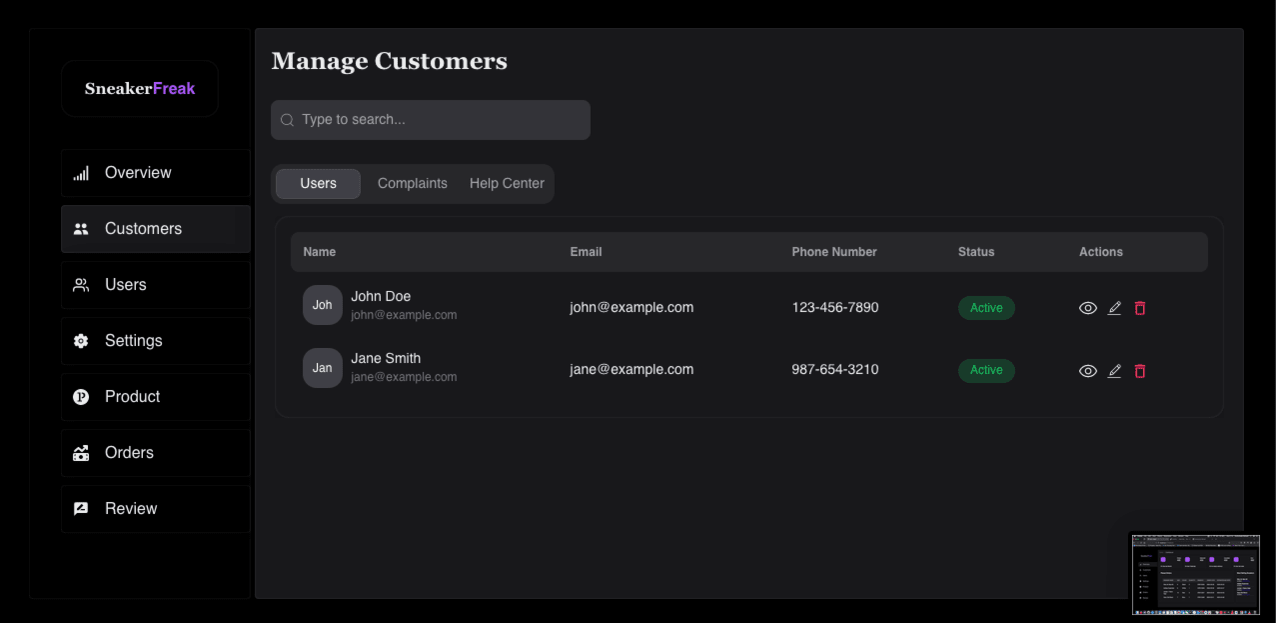 SneakerFreak
Overview
Customers
Users
Settings
Product
Orders
Review
Manage Customers
Type to search...
Users Complaints Help Center
Name Email Phone Number Status Actions
Joh John Doe john@example.com 123-456-7890 Active
john@example.com
Jan Jane Smith jane@example.com 987-654-3210 Active
jane@example.com